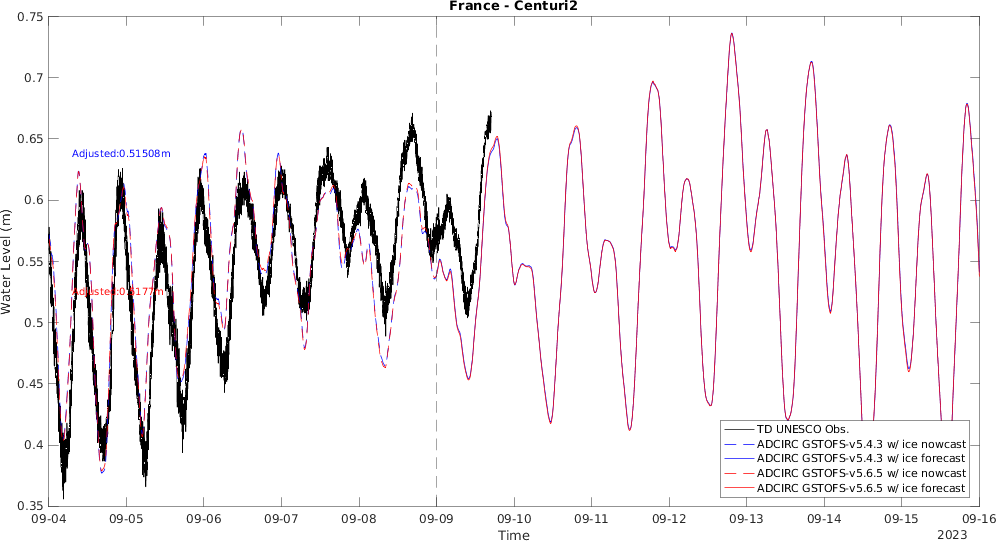 France - Centuri2
0.75
0.7
0.65
0.6
0.55
0.5
0.45
0.4
0.35
Water Level (m)
Adjusted:0.51508m
TD UNESCO Obs.
ADCIRC GSTOFS-v5.4.3 w/ ice nowcast
ADCIRC GSTOFS-v5.4.3 w/ ice forecast
ADCIRC GSTOFS-v5.6.5 w/ ice nowcast
ADCIRC GSTOFS-v5.6.5 w/ ice forecast
09-04 09-05 09-06 09-07 09-08 09-09 09-10 09-11 09-12 09-13 09-14 09-15 09-16
Time
2023